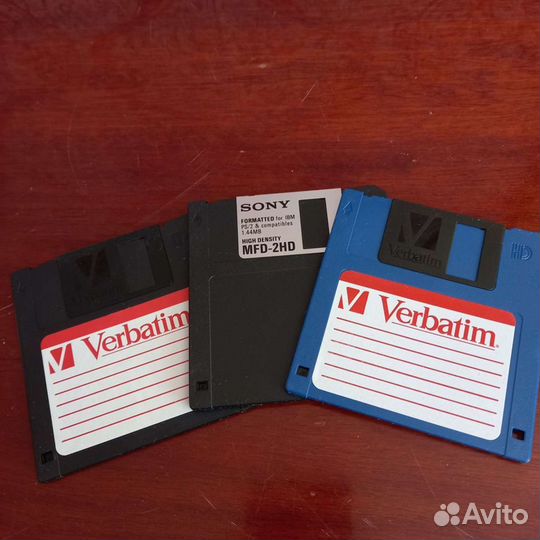 SONY
FORMATTED for IBM
PS/2 & compatibles
1.44MB
HIGH DENSITY
MFD-2HD
Verbatim
Verbatim
HD
Verbatim
Avito